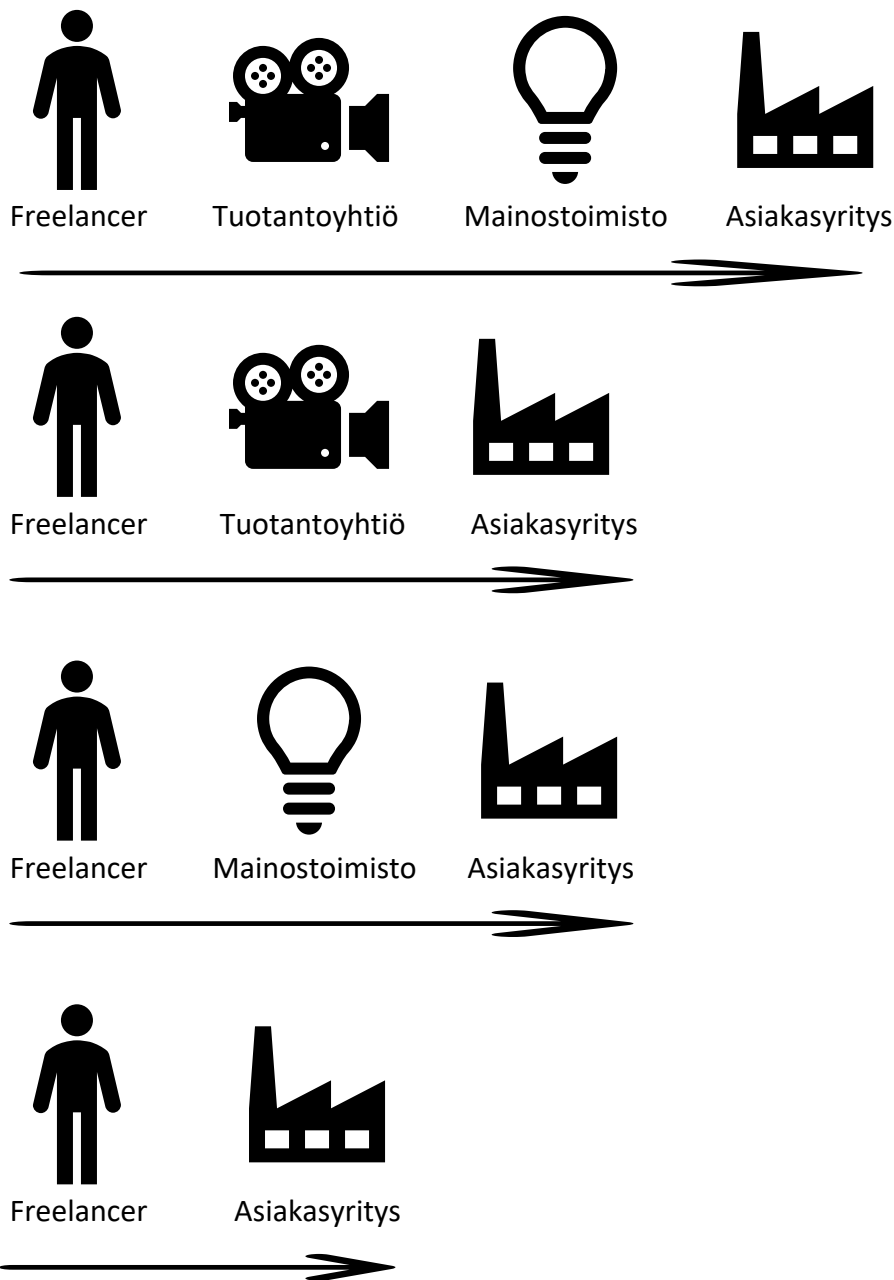 Freelancer Tuotantoyhtiö Mainostoimisto Asiakasyritys
Freelancer Tuotantoyhtiö Asiakasyritys
Freelancer Mainostoimisto Asiakasyritys
Freelancer Asiakasyritys